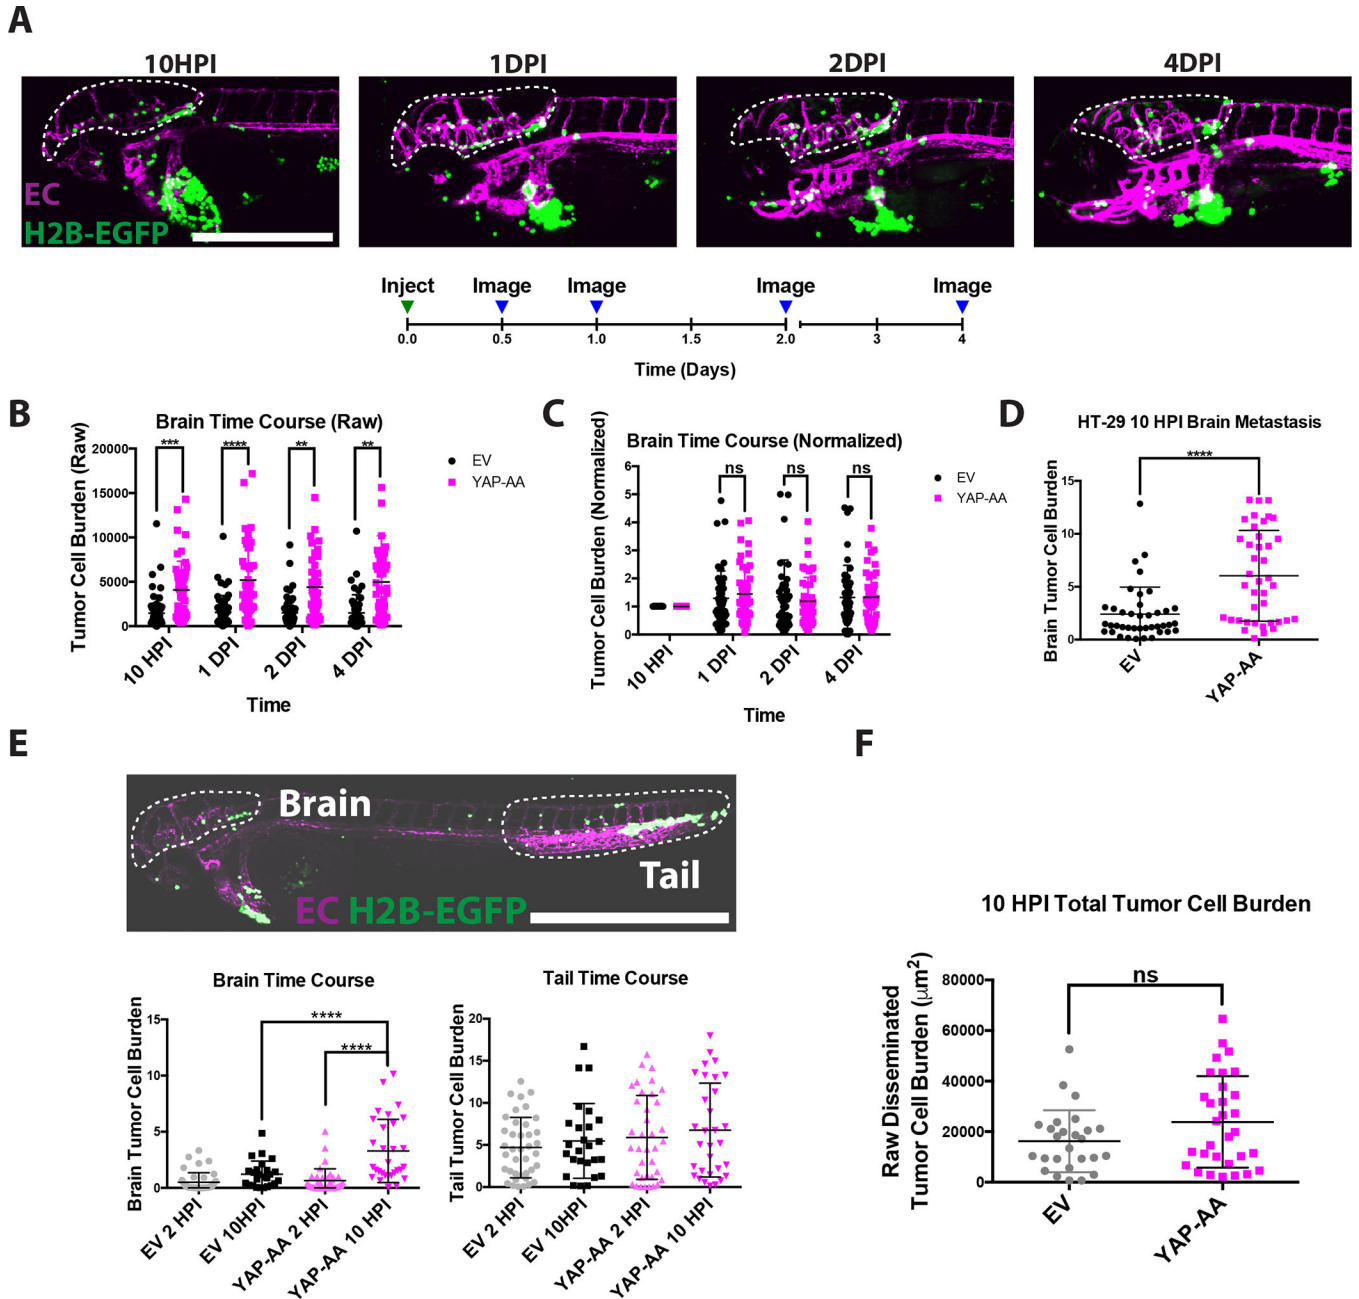 A
10HPI
1DPI
2DPI
4DPI
EC
H2B-EGFP
Inject
Image
Image
Image
Image
0.0
0.5
1.0
1.5
2.0
3
4
Time (Days)
B
Brain Time Course (Raw)
Tumor Cell Burden (Raw)
20000
15000
10000
5000
0
***
****
**
**
EV
YAP-AA
10 HPI
1 DPI
2 DPI
4 DPI
Time
C
Brain Time Course (Normalized)
Tumor Cell Burden (Normalized)
6
5
4
3
2
1
0
ns
ns
ns
EV
YAP-AA
10 HPI
1 DPI
2 DPI
4 DPI
Time
D
HT-29 10 HPI Brain Metastasis
Brain Tumor Cell Burden
15
10
5
0
****
EV
YAP-AA
E
Brain
Tail
EC H2B-EGFP
Brain Time Course
Brain Tumor Cell Burden
15
10
5
0
****
****
EV 2 HPI
EV 10HPI
YAP-AA 2 HPI
YAP-AA 10 HPI
Tail Time Course
Tail Tumor Cell Burden
20
15
10
5
0
EV 2 HPI
EV 10HPI
YAP-AA 2 HPI
YAP-AA 10 HPI
F
10 HPI Total Tumor Cell Burden
Raw Disseminated
Tumor Cell Burden (μm²)
80000
60000
40000
20000
0
ns
EV
YAP-AA